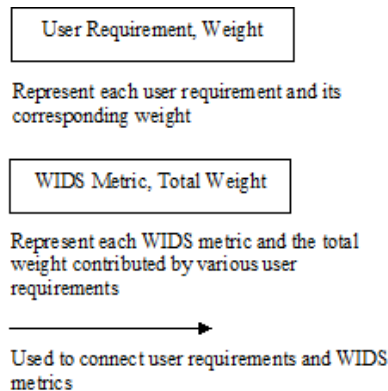 User Requirement, Weight
Represent each user requirement and its
corresponding weight
WIDS Metric, Total Weight
Represent each WIDS metric and the total
weight contributed by various user
requirements
Used to connect user requirements and WIDS
metrics